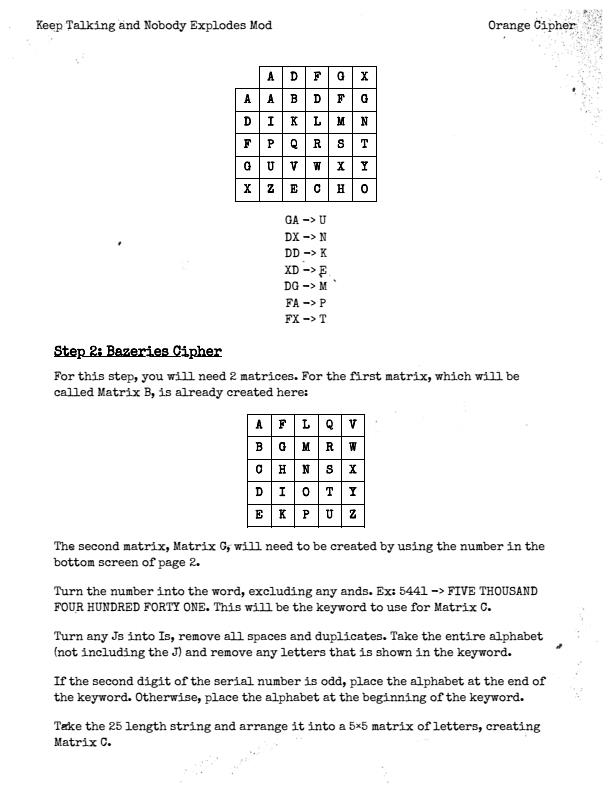 Keep Talking and Nobody Explodes Mod Orange Cipher
A D F G X
A A B D F G
D I K L M N
F P Q R S T
G U V W X Y
X Z E C H O
GA -> U
DX -> N
DD -> K
XD -> E
DG -> M
FA -> P
FX -> T
Step 2: Bazeries Cipher
For this step, you will need 2 matrices. For the first matrix, which will be
called Matrix B, is already created here:
A F L Q V
B G M R W
C H N S X
D I O T Y
E K P U Z
The second matrix, Matrix C, will need to be created by using the number in the
bottom screen of page 2.
Turn the number into the word, excluding any ands. Ex: 5441 -> FIVE THOUSAND
FOUR HUNDRED FORTY ONE. This will be the keyword to use for Matrix C.
Turn any Js into Is, remove all spaces and duplicates. Take the entire alphabet
(not including the J) and remove any letters that is shown in the keyword.
If the second digit of the serial number is odd, place the alphabet at the end of
the keyword. Otherwise, place the alphabet at the beginning of the keyword.
Take the 25 length string and arrange it into a 5x5 matrix of letters, creating
Matrix C.